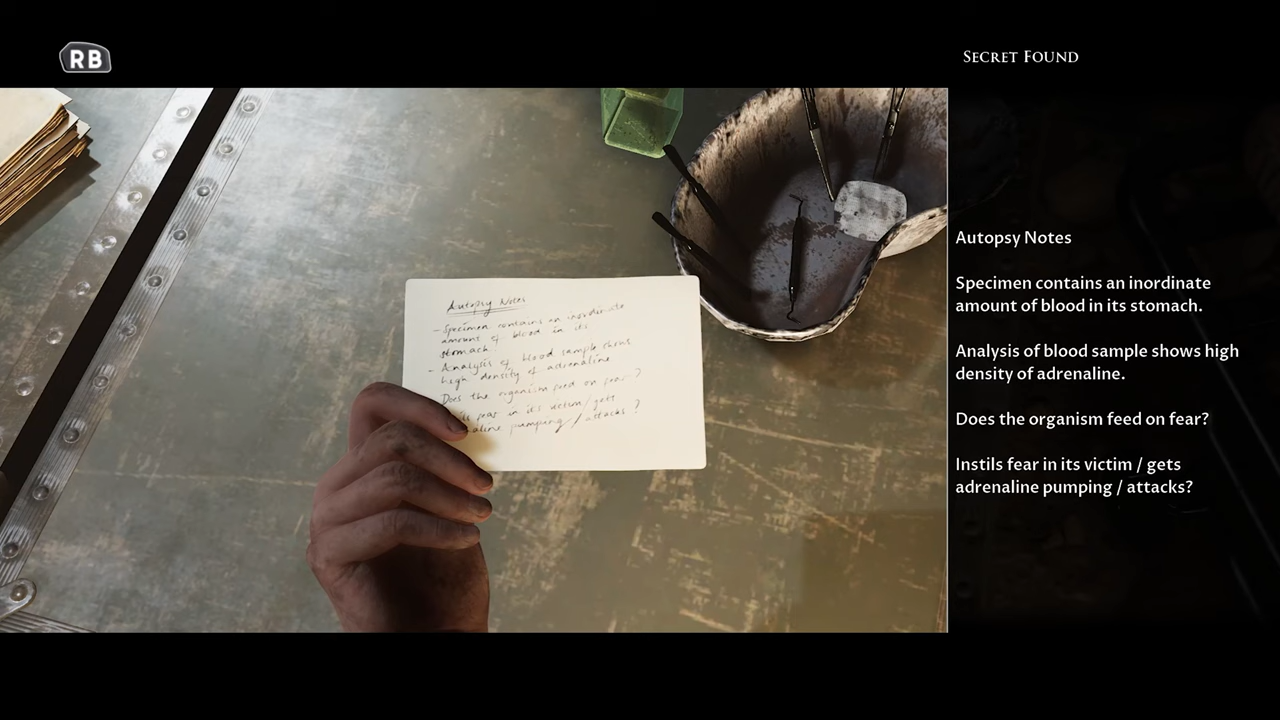 RB
SECRET FOUND
Autopsy Notes
- Specimen contains an inordinate
amount of blood in its
stomach.
- Analysis of blood sample shows
high density of adrenaline
Does the organism feed on fear?
fear in it's victim / gets
pumping / attacks?
Autopsy Notes
Specimen contains an inordinate
amount of blood in its stomach.
Analysis of blood sample shows high
density of adrenaline.
Does the organism feed on fear?
Instils fear in its victim / gets
adrenaline pumping / attacks?